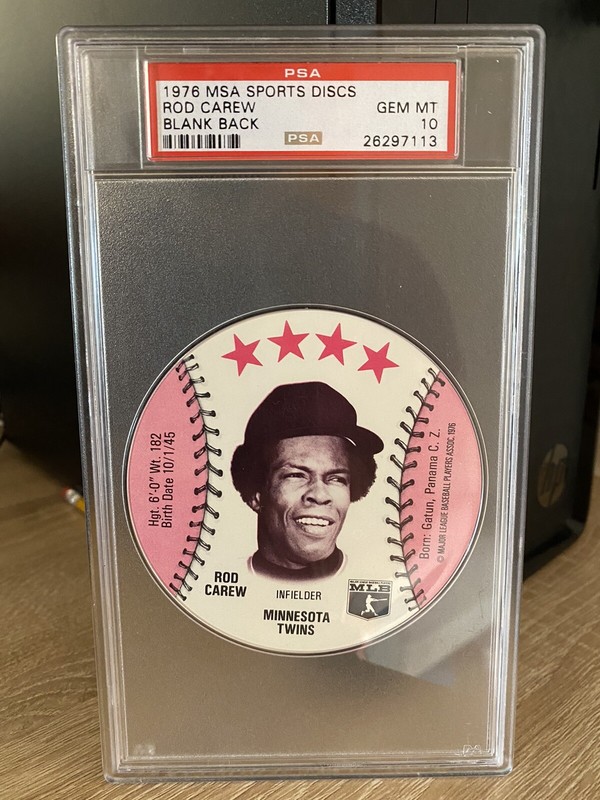 PSA
1976 MSA SPORTS DISCS
ROD CAREW GEM MT
BLANK BACK 10
PSA 26297113
Hgt. 6'-0" Wt. 182
Birth Date 10/1/45
Born: Gatun, Panama C. Z.
© MAJOR LEAGUE BASEBALL PLAYERS ASSOC. 1976
ROD
CAREW
INFIELDER
MINNESOTA
TWINS
MLB
hp